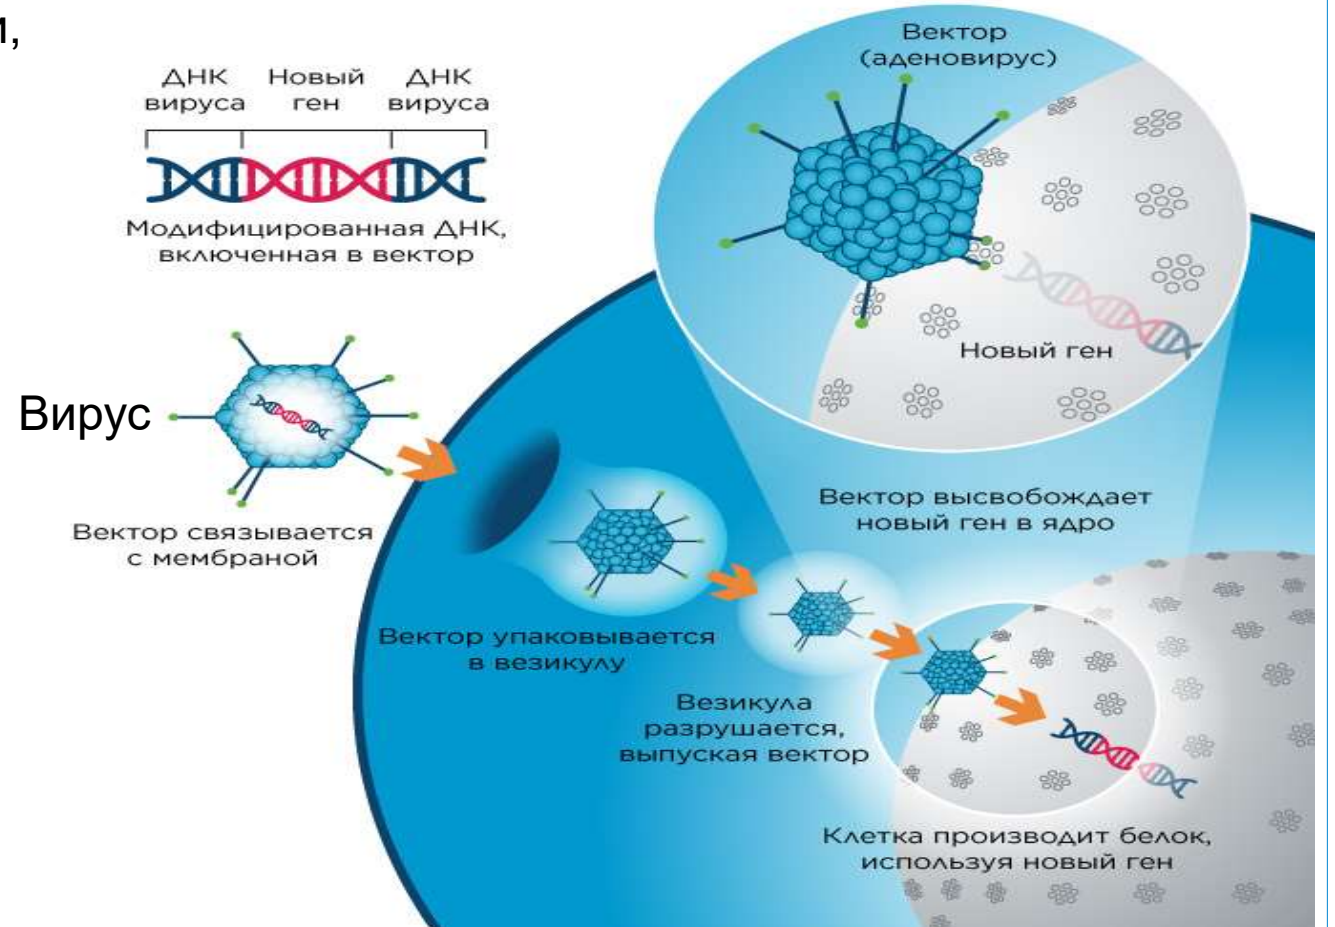 и,
ДНК Новый ДНК
вируса ген вируса
Модифицированная ДНК,
включенная в вектор
Вектор
(аденовирус)
Новый ген
Вирус
Вектор связывается
с мембраной
Вектор высвобождает
новый ген в ядро
Вектор упаковывается
в везикулу
Везикула
разрушается,
выпуская вектор
Клетка производит белок,
используя новый ген